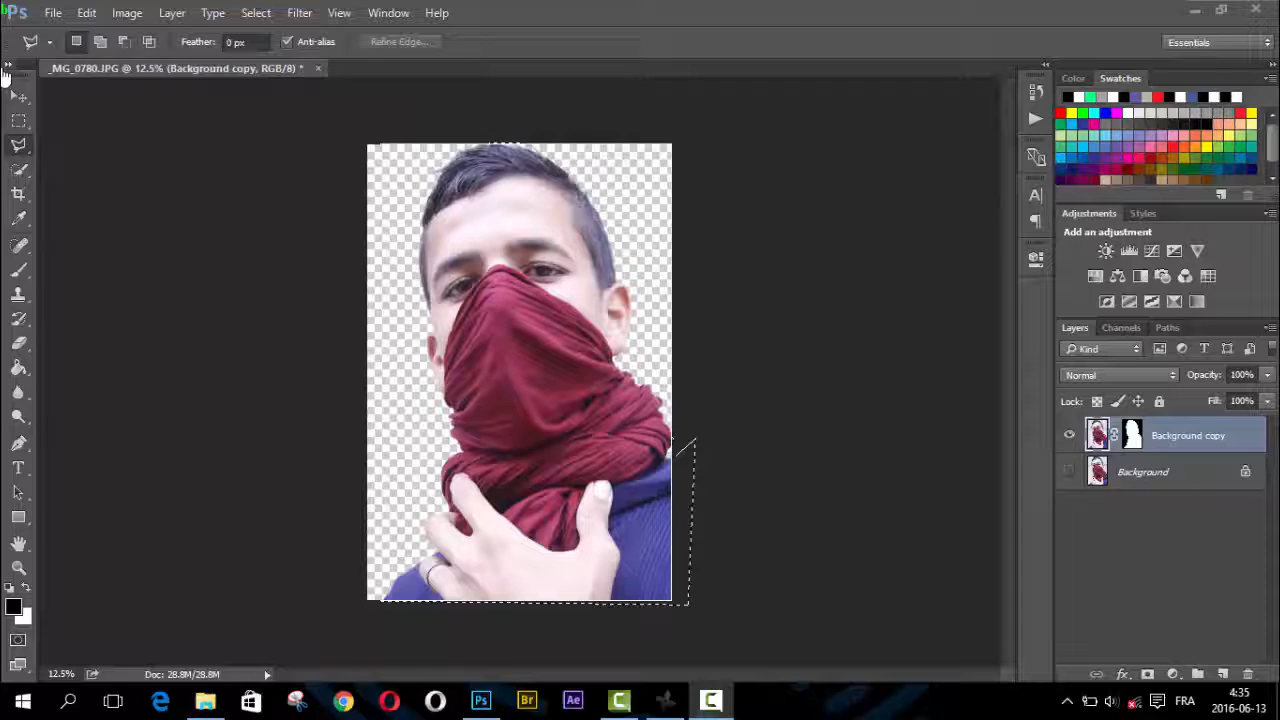 Ps File Edit Image Layer Type Select Filter View Window Help
Feather: 0 px Anti-alias Refine Edge... Essentials
_MG_0780.JPG @ 12.5% (Background copy, RGB/8) * ×
Color Swatches
Adjustments Styles
Add an adjustment
Layers Channels Paths
Kind
Normal Opacity: 100%
Lock: Fill: 100%
Background copy
Background
12.5% Doc: 28.8M/28.8M
Ps Br Ae FRA 4:35
2016-06-13